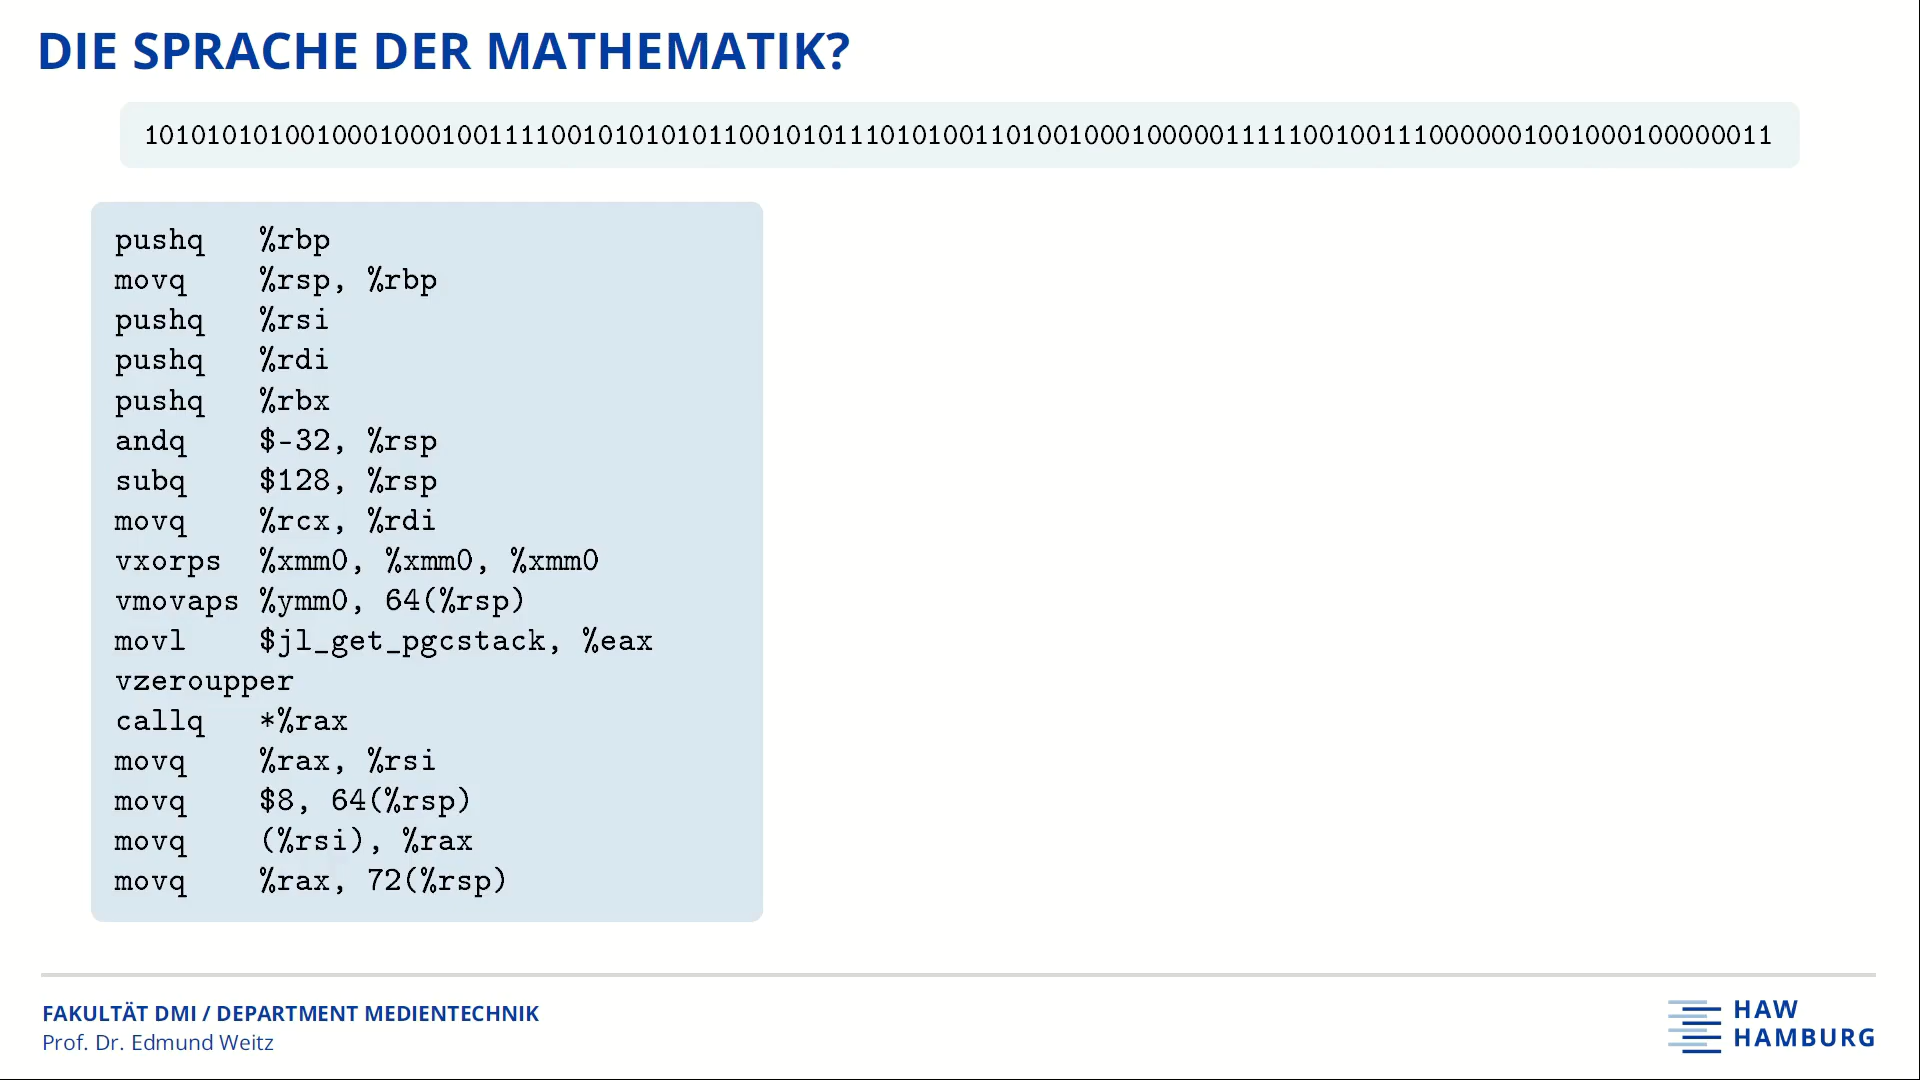 DIE SPRACHE DER MATHEMATIK?
10101010100100010001001111001010101011001010111010100110100100010000011111001001110000001001000100000011
pushq %rbp
movq %rsp, %rbp
pushq %rsi
pushq %rdi
pushq %rbx
andq $-32, %rsp
subq $128, %rsp
movq %rcx, %rdi
vxorps %xmm0, %xmm0, %xmm0
vmovaps %ymm0, 64(%rsp)
movl $jl_get_pgcstack, %eax
vzeroupper
callq *%rax
movq %rax, %rsi
movq $8, 64(%rsp)
movq (%rsi), %rax
movq %rax, 72(%rsp)
FAKULTÄT DMI / DEPARTMENT MEDIENTECHNIK
Prof. Dr. Edmund Weitz
HAW
HAMBURG